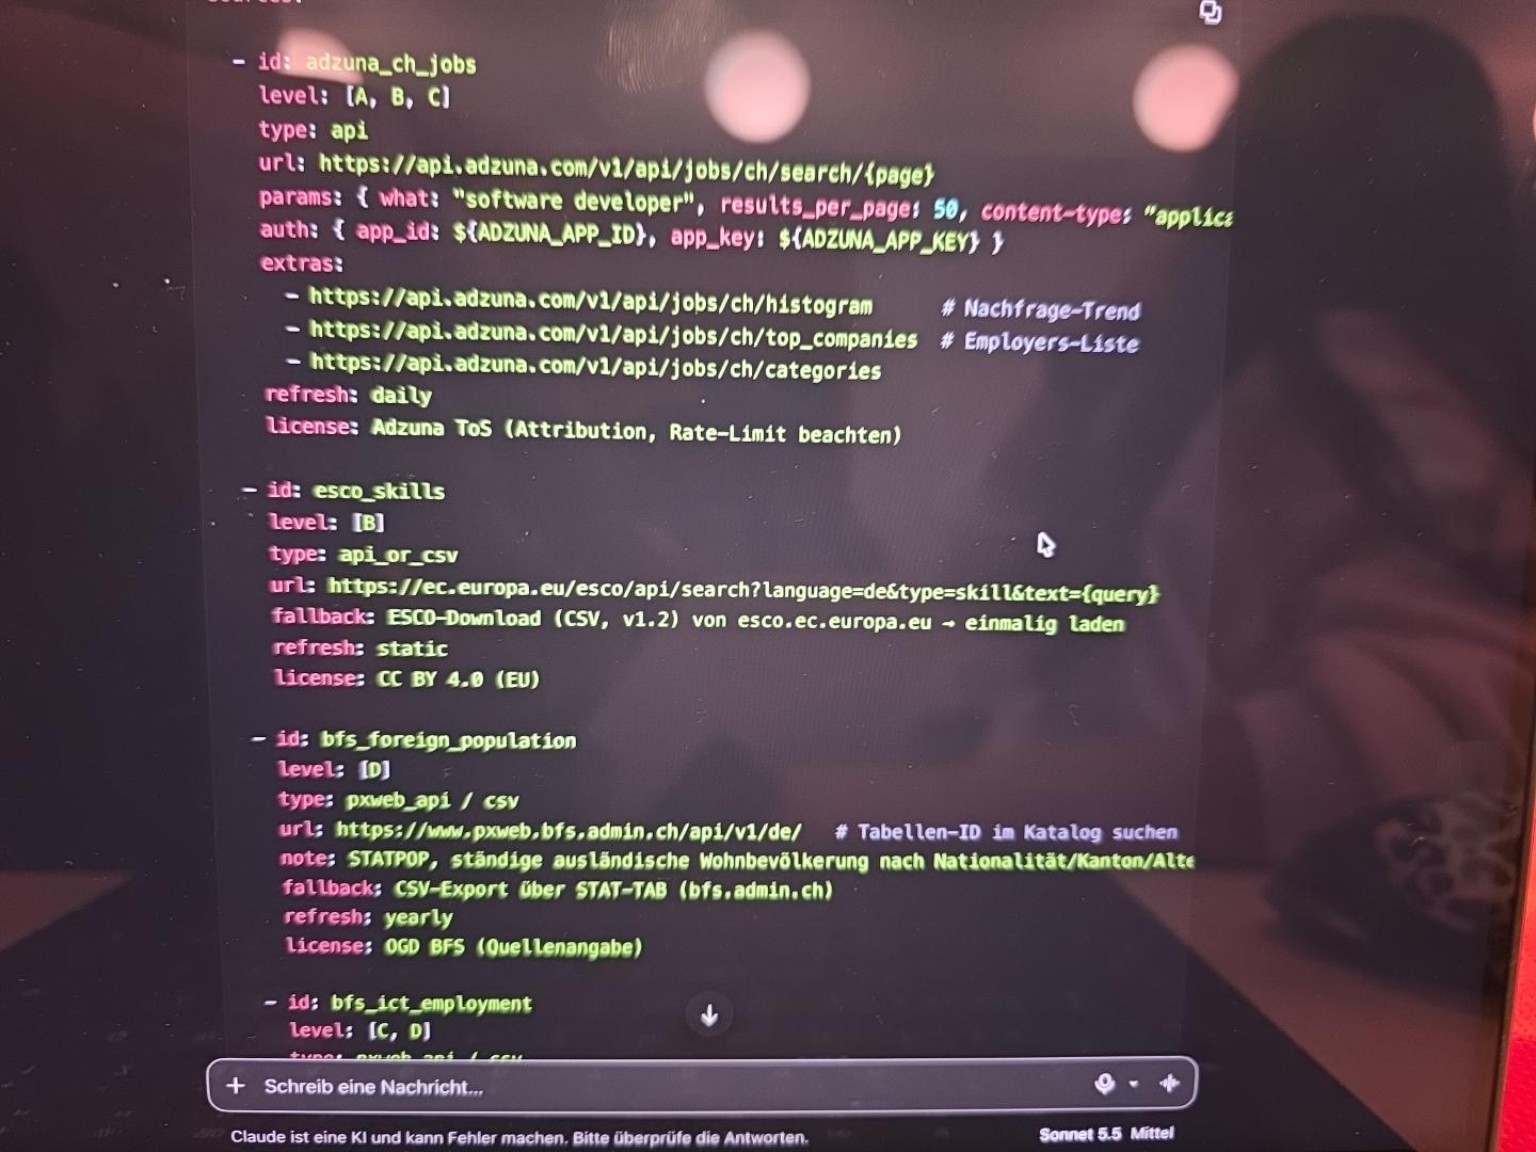 - id: adzuna_ch_jobs
level: [A, B, C]
type: api
url: https://api.adzuna.com/v1/api/jobs/ch/search/{page}
params: { what: "software developer", results_per_page: 50, content-type: "applica
auth: { app_id: ${ADZUNA_APP_ID}, app_key: ${ADZUNA_APP_KEY} }
extras:
- https://api.adzuna.com/v1/api/jobs/ch/histogram # Nachfrage-Trend
- https://api.adzuna.com/v1/api/jobs/ch/top_companies # Employers-Liste
- https://api.adzuna.com/v1/api/jobs/ch/categories
refresh: daily
license: Adzuna ToS (Attribution, Rate-Limit beachten)
- id: esco_skills
level: [B]
type: api_or_csv
url: https://ec.europa.eu/esco/api/search?language=de&type=skill&text={query}
fallback: ESCO-Download (CSV, v1.2) von esco.ec.europa.eu → einmalig laden
refresh: static
license: CC BY 4.0 (EU)
- id: bfs_foreign_population
level: [D]
type: pxweb_api / csv
url: https://www.pxweb.bfs.admin.ch/api/v1/de/ # Tabellen-ID im Katalog suchen
note: STATPOP, ständige ausländische Wohnbevölkerung nach Nationalität/Kanton/Alte
fallback: CSV-Export über STAT-TAB (bfs.admin.ch)
refresh: yearly
license: OGD BFS (Quellenangabe)
- id: bfs_ict_employment
level: [C, D]
type: pxweb_api / csv
Schreib eine Nachricht...
Claude ist eine KI und kann Fehler machen. Bitte überprüfe die Antworten.
Sonnet 5.5 Mittel